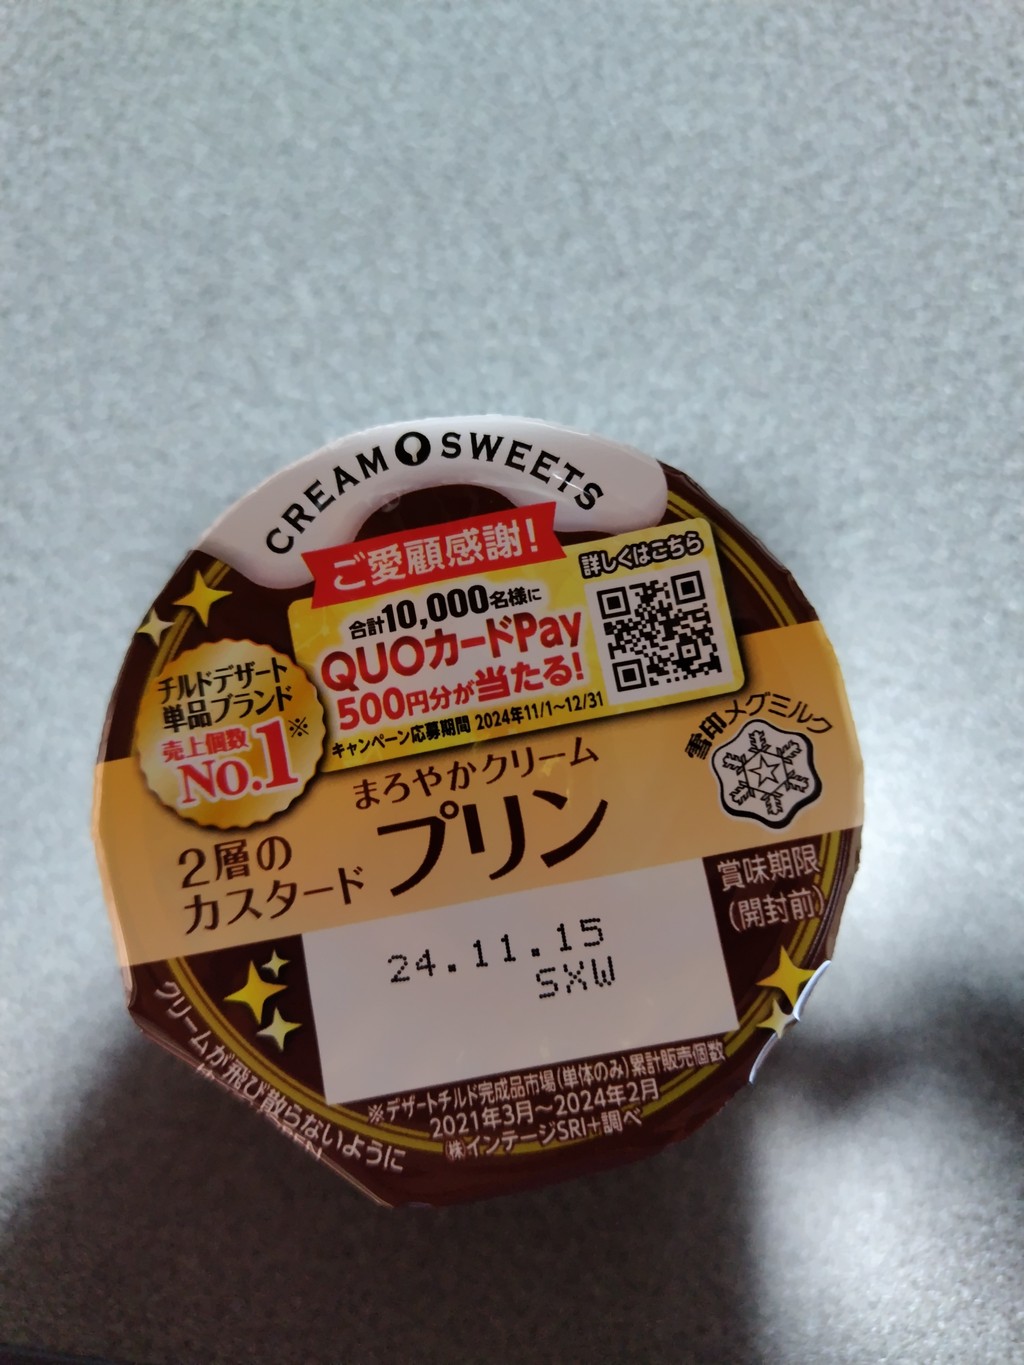 CREAM SWEETS
ご愛顧感謝!
詳しくはこちら
合計10,000名様に
QUOカードPay
500円分が当たる!
キャンペーン応募期間 2024年11/1~12/31
チルドデザート
単品ブランド
売上個数
No.1※
雪印メグミルク
まろやかクリーム
2層の
カスタード
プリン
賞味期限
(開封前)
24.11.15
SXW
※デザートチルド完成品市場(単体のみ)累計販売個数
2021年3月~2024年2月
㈱インテージSRI+調べ
クリームが飛び散らないように